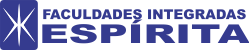 FACULDADES INTEGRADAS
ESPÍRITA